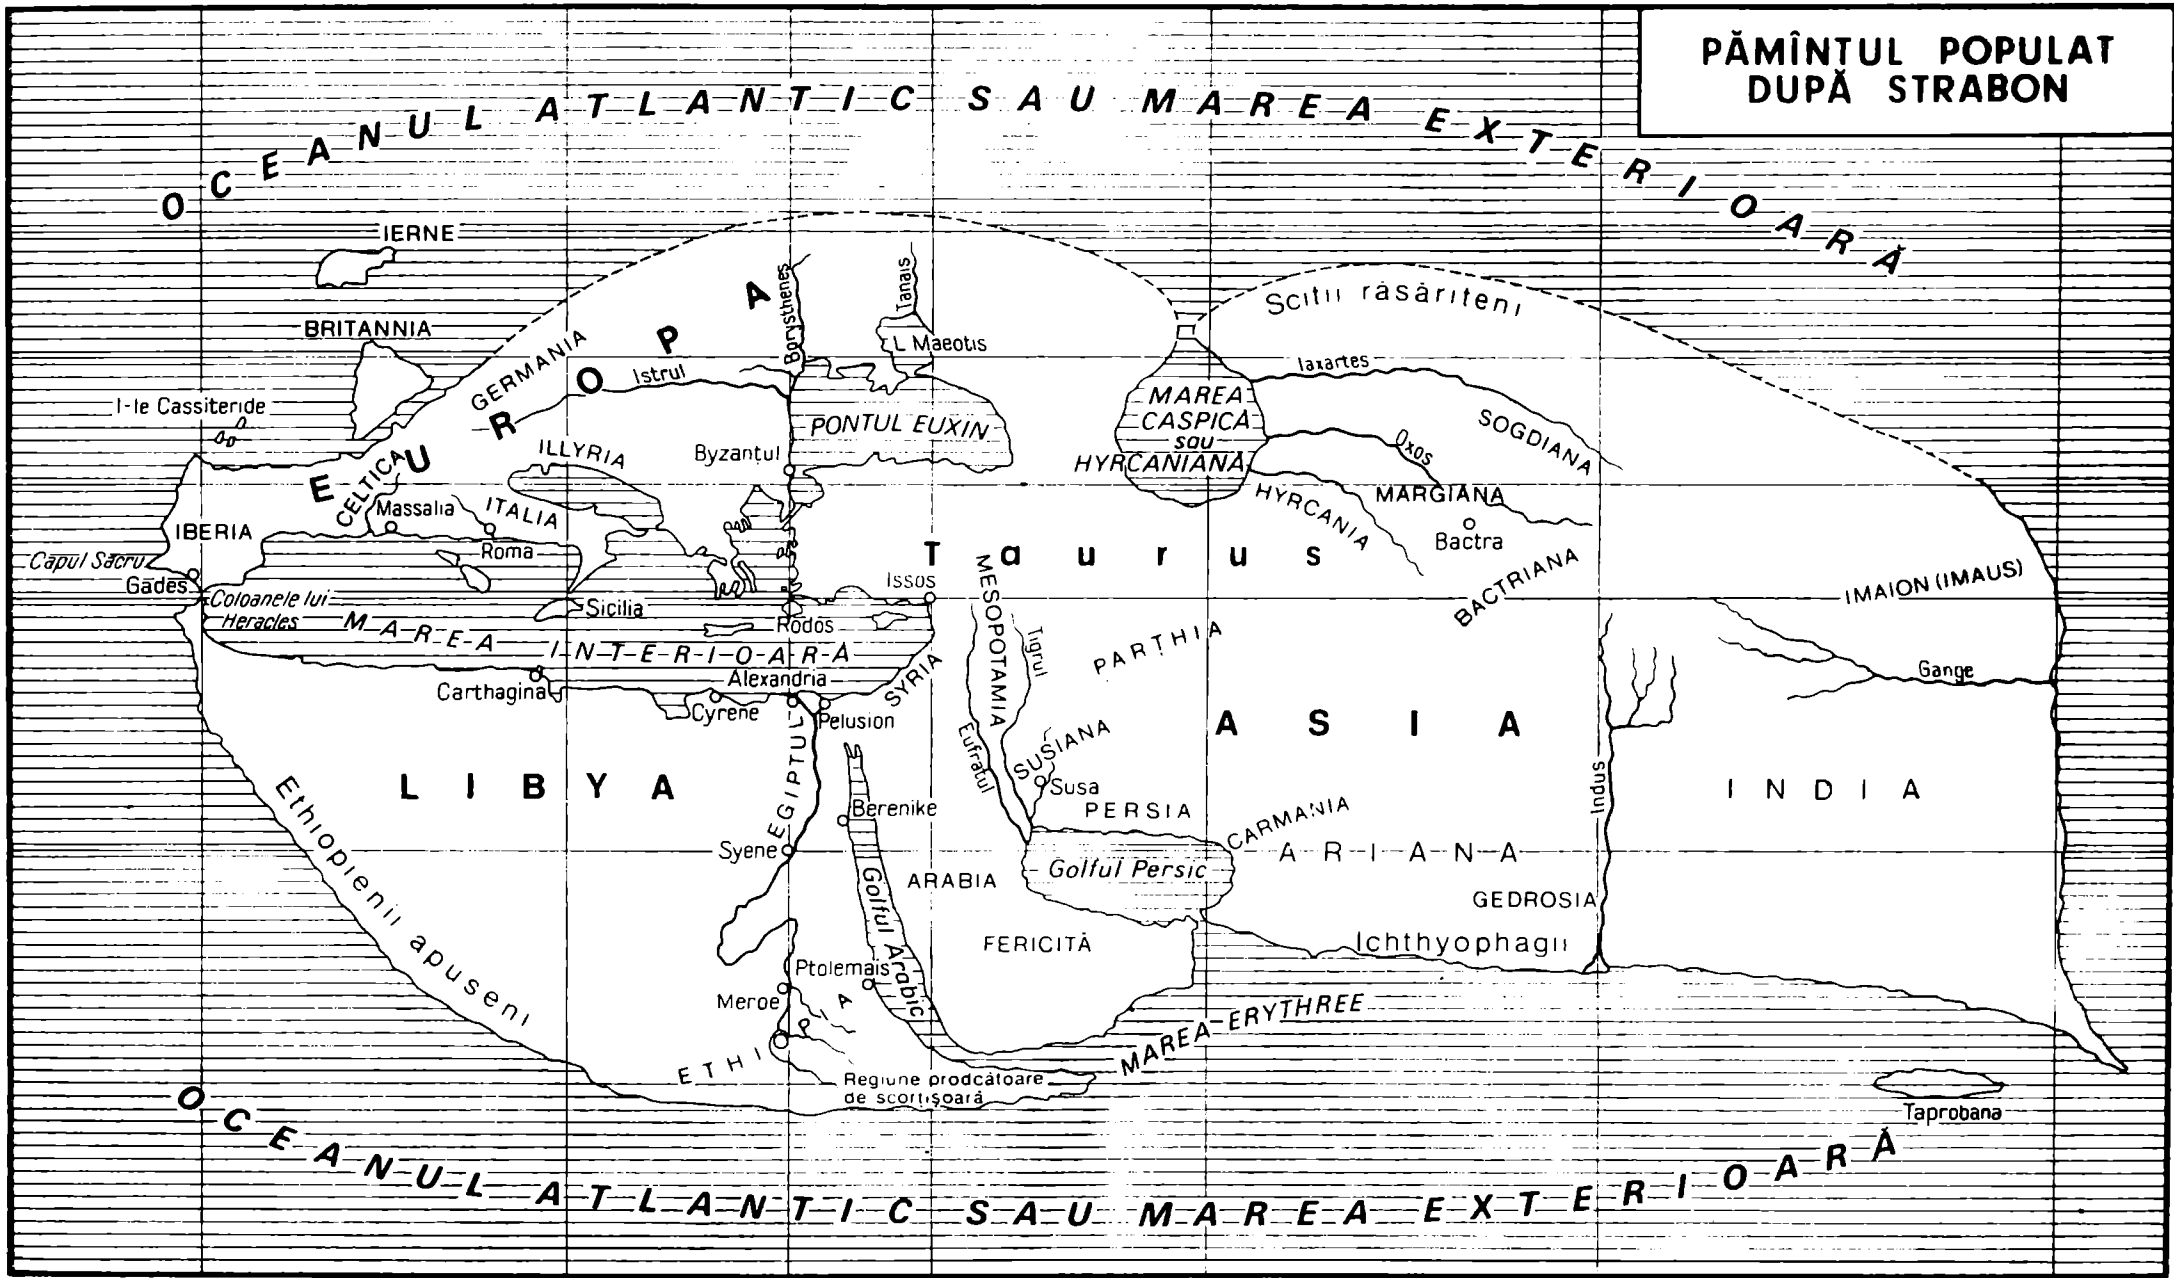 PĂMÎNTUL POPULAT
DUPĂ STRABON
OCEANUL ATLANTIC SAU MAREA EXTERIOARĂ
IERNE
BRITANNIA
I-le Cassiteride
EUROPA
GERMANIA
Istrul
Borysthenes
Tanais
L Maeotis
PONTUL EUXIN
Scitii răsăriteni
Iaxartes
MAREA
CASPICĂ
sau
HYRCANIANĂ
SOGDIANA
Oxos
MARGIANA
HYRCANIA
Bactra
BACTRIANA
CELTICA
ILLYRIA
Byzantul
Massalia
ITALIA
Roma
IBERIA
Capul Sacru
Gades
Coloanele lui
Heracles
MAREA INTERIOARĂ
Sicilia
Rodos
Issos
Taurus
MESOPOTAMIA
Tigrul
PARTHIA
IMAION (IMAUS)
Gange
Carthagina
Cyrene
Alexandria
Pelusion
SYRIA
Eufratul
SUSIANA
Susa
ASIA
LIBYA
EGIPTUL
Berenike
PERSIA
CARMANIA
ARIANA
Indus
INDIA
Syene
ARABIA
Golful Persic
GEDROSIA
FERICITĂ
Ichthyophagii
Golful Arabic
Ethiopienii apuseni
Ptolemais
Meroe
ETHIOPIA
MAREA ERYTHREE
Regiune prodcătoare
de scortişoară
Taprobana
OCEANUL ATLANTIC SAU MAREA EXTERIOARĂ